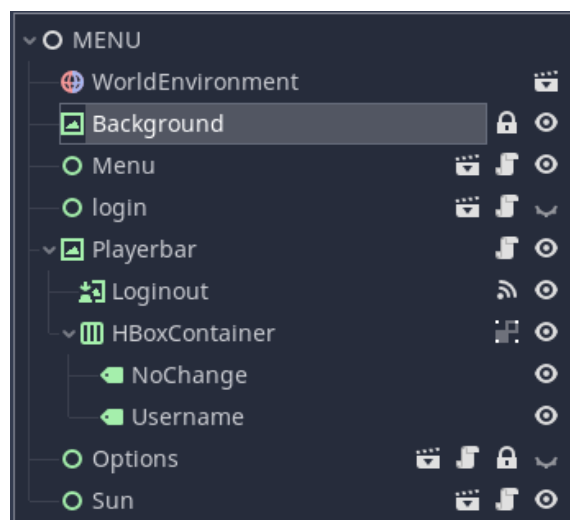 MENU
WorldEnvironment
Background
Menu
login
Playerbar
Loginout
HBoxContainer
NoChange
Username
Options
Sun